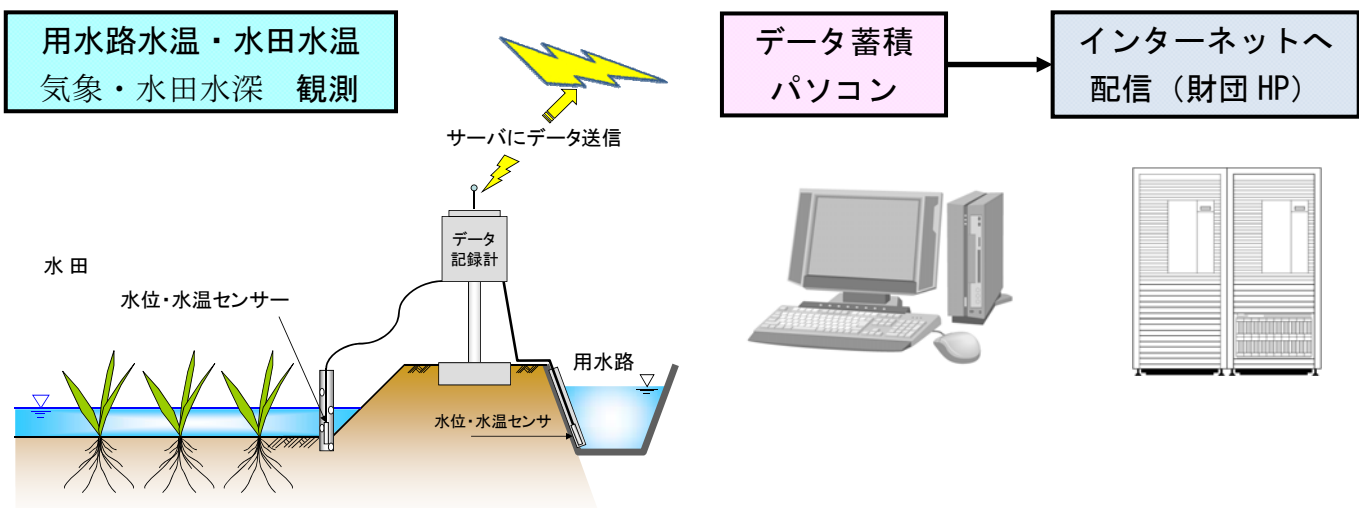 用水路水温・水田水温
気象・水田水深　観測
データ蓄積
パソコン
インターネットへ
配信（財団 HP）
サーバにデータ送信
データ
記録計
水 田
水位・水温センサー
用水路
水位・水温センサ